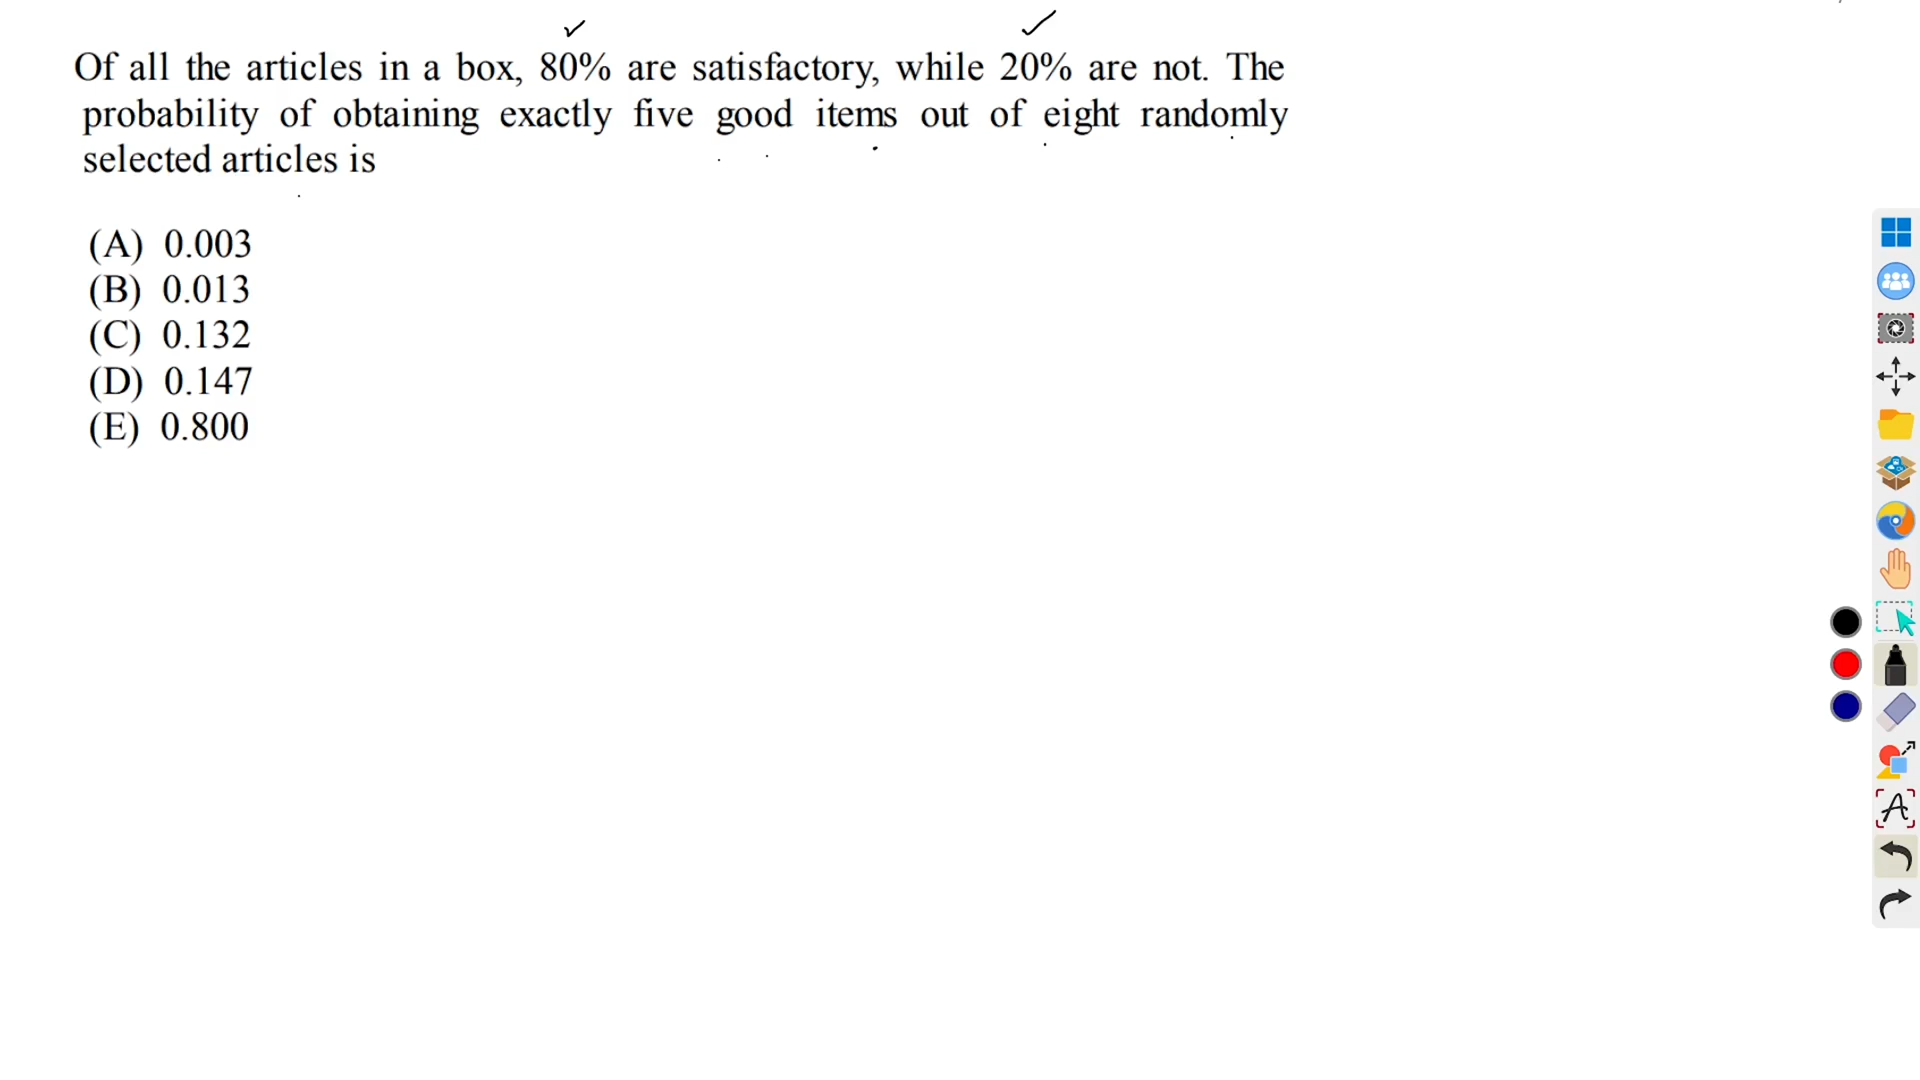 Of all the articles in a box, 80% are satisfactory, while 20% are not. The
probability of obtaining exactly five good items out of eight randomly
selected articles is
(A) 0.003
(B) 0.013
(C) 0.132
(D) 0.147
(E) 0.800